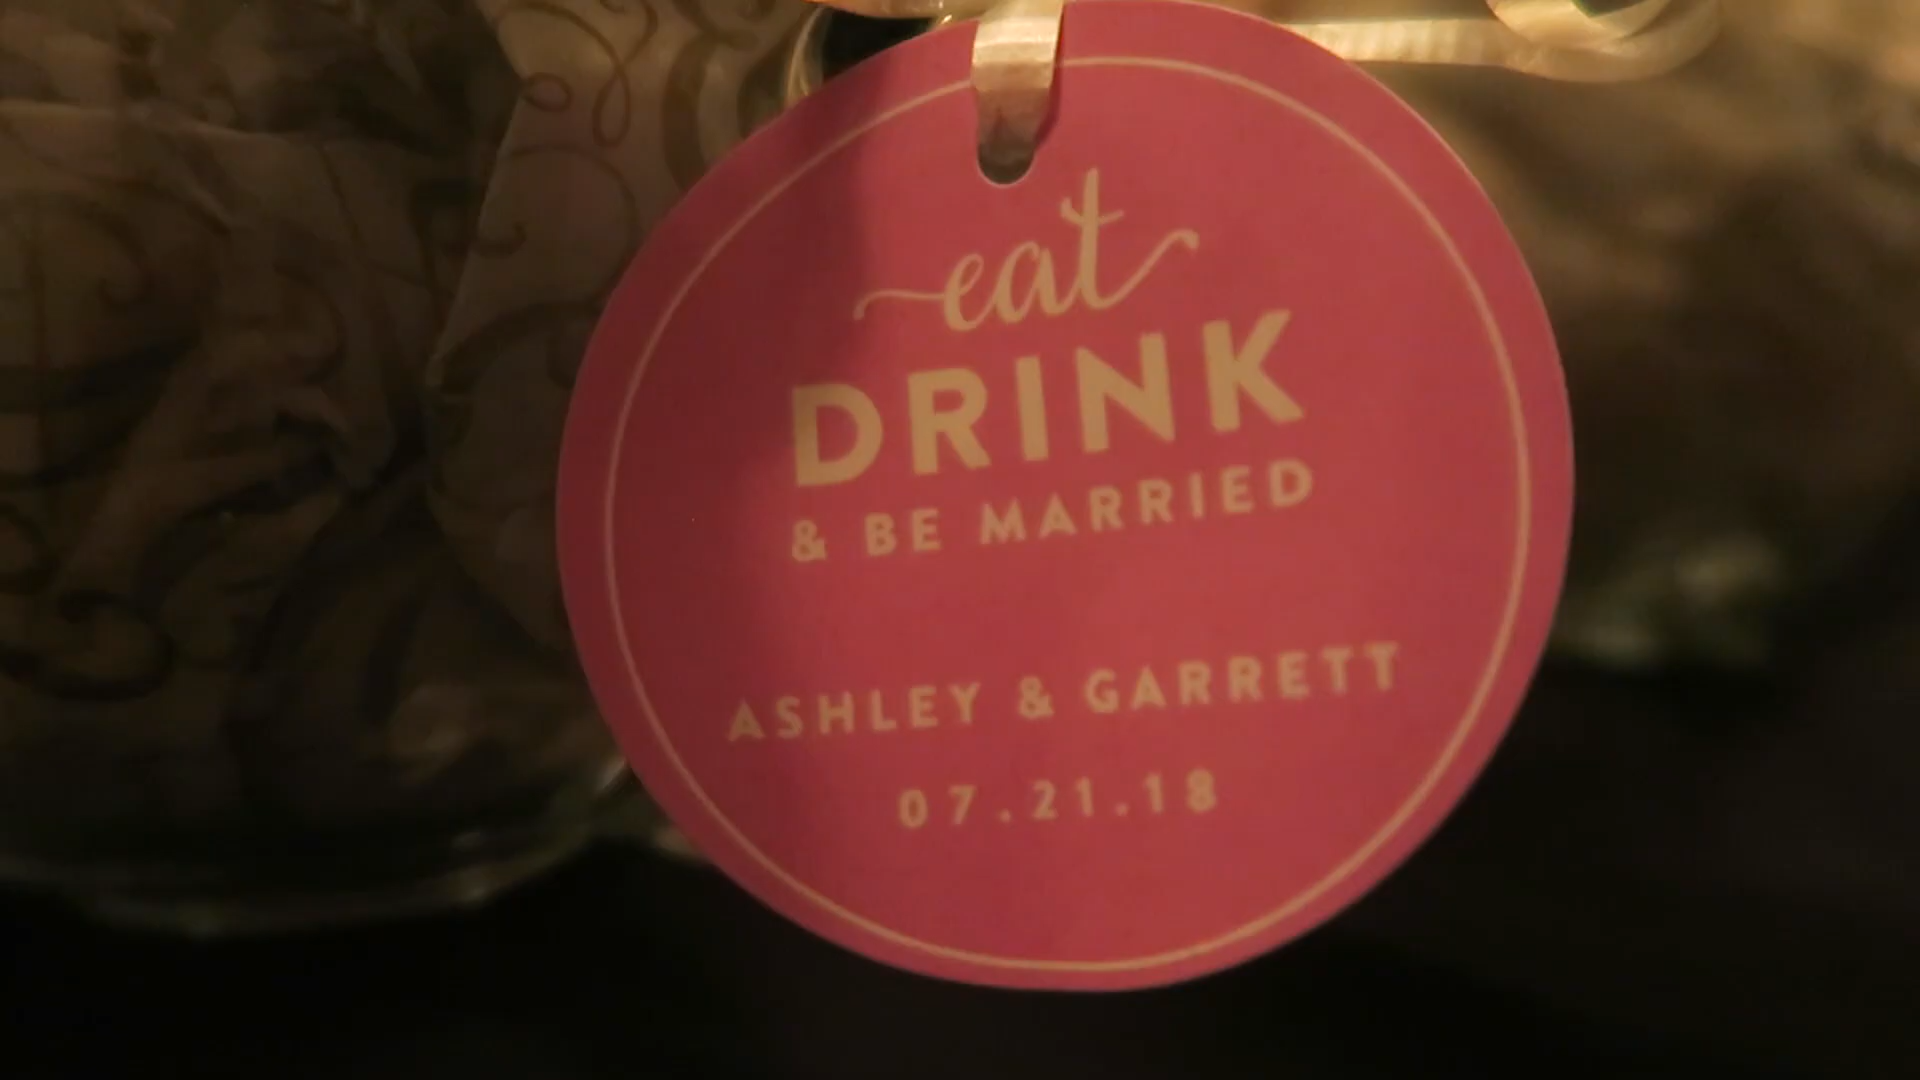 eat
DRINK
& BE MARRIED
ASHLEY & GARRETT
07.21.18